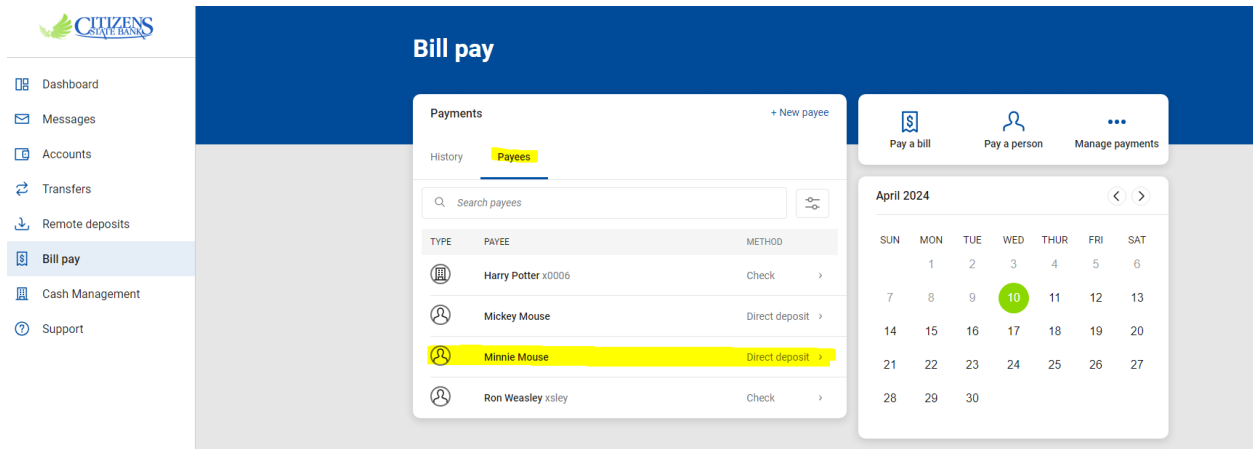 CITIZENS
STATE BANK
Dashboard
Messages
Accounts
Transfers
Remote deposits
Bill pay
Cash Management
Support
Bill pay
Payments
+ New payee
History
Payees
Search payees
TYPE PAYEE METHOD
Harry Potter x0006 Check
Mickey Mouse Direct deposit
Minnie Mouse Direct deposit
Ron Weasley xsley Check
Pay a bill
Pay a person
Manage payments
April 2024
SUN MON TUE WED THUR FRI SAT
1 2 3 4 5 6
7 8 9 10 11 12 13
14 15 16 17 18 19 20
21 22 23 24 25 26 27
28 29 30